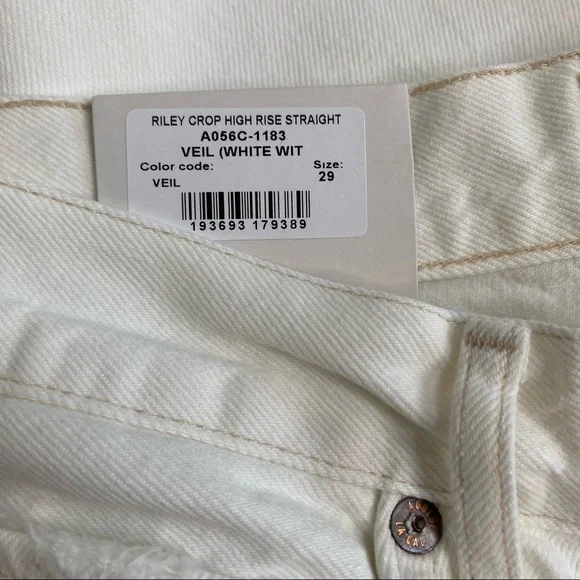 RILEY CROP HIGH RISE STRAIGHT
A056C-1183
VEIL (WHITE WIT
Color code: Size:
VEIL 29
193693 179389